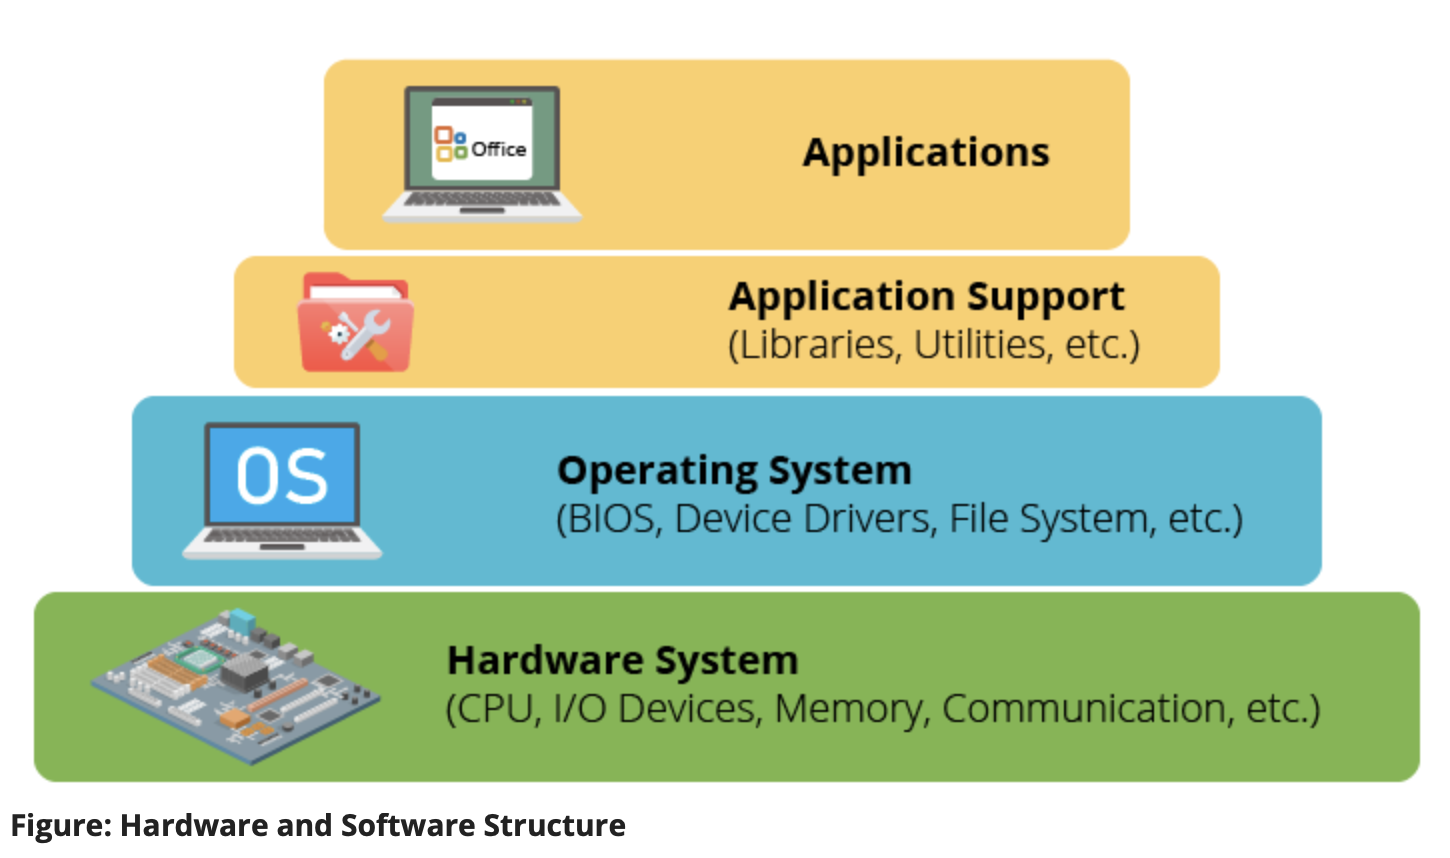 Office
Applications
Application Support
(Libraries, Utilities, etc.)
OS
Operating System
(BIOS, Device Drivers, File System, etc.)
Hardware System
(CPU, I/O Devices, Memory, Communication, etc.)
Figure: Hardware and Software Structure